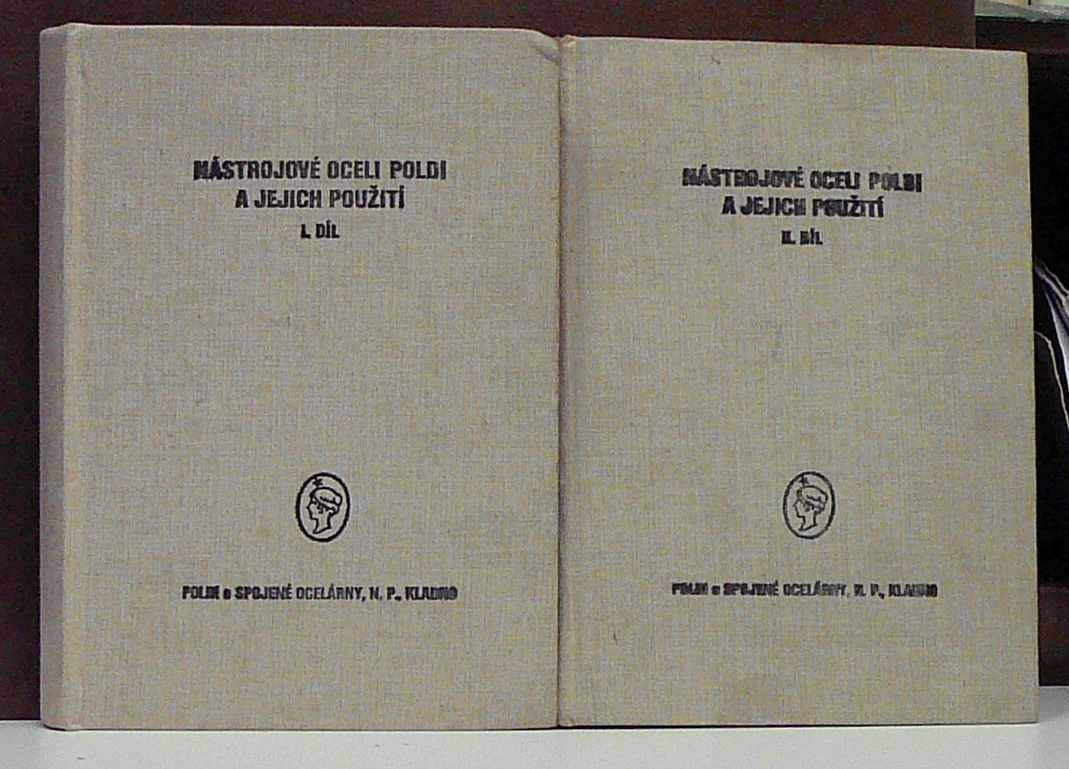 NÁSTROJOVÉ OCELI POLDI
A JEJICH POUŽITÍ
I. DÍL
POLDI o SPOJENÉ OCELÁRNY, N. P., KLADNO
NÁSTROJOVÉ OCELI POLDI
A JEJICH POUŽITÍ
II. DÍL
POLDI o SPOJENÉ OCELÁRNY, N. P., KLADNO